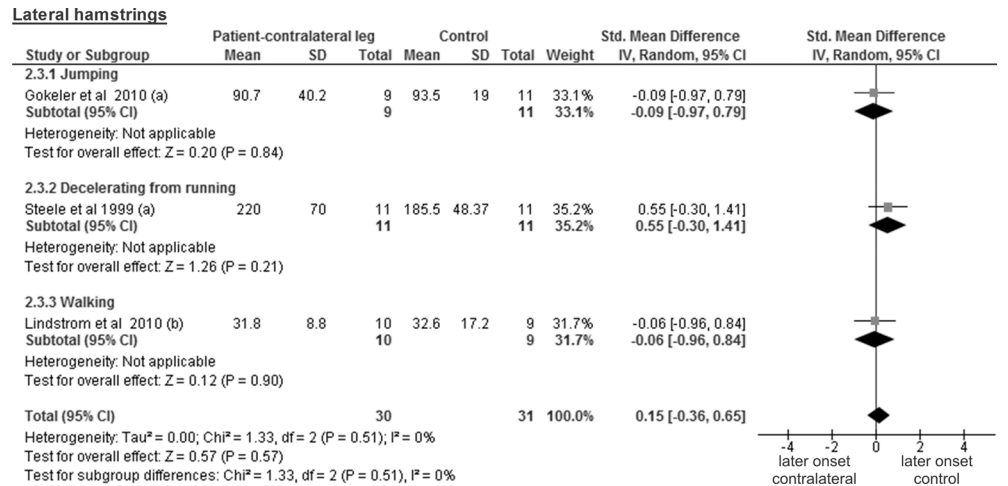 Lateral hamstrings
Patient-contralateral leg Control Std. Mean Difference Std. Mean Difference
Study or Subgroup Mean SD Total Mean SD Total Weight IV, Random, 95% CI IV, Random, 95% CI
2.3.1 Jumping
Gokeler et al 2010 (a) 90.7 40.2 9 93.5 19 11 33.1% -0.09 [-0.97, 0.79]
Subtotal (95% CI) 9 11 33.1% -0.09 [-0.97, 0.79]
Heterogeneity: Not applicable
Test for overall effect: Z = 0.20 (P = 0.84)
2.3.2 Decelerating from running
Steele et al 1999 (a) 220 70 11 185.5 48.37 11 35.2% 0.55 [-0.30, 1.41]
Subtotal (95% CI) 11 11 35.2% 0.55 [-0.30, 1.41]
Heterogeneity: Not applicable
Test for overall effect: Z = 1.26 (P = 0.21)
2.3.3 Walking
Lindstrom et al 2010 (b) 31.8 8.8 10 32.6 17.2 9 31.7% -0.06 [-0.96, 0.84]
Subtotal (95% CI) 10 9 31.7% -0.06 [-0.96, 0.84]
Heterogeneity: Not applicable
Test for overall effect: Z = 0.12 (P = 0.90)
Total (95% CI) 30 31 100.0% 0.15 [-0.36, 0.65]
Heterogeneity: Tau² = 0.00; Chi² = 1.33, df = 2 (P = 0.51); I² = 0%
Test for overall effect: Z = 0.57 (P = 0.57)
Test for subgroup differences: Chi² = 1.33, df = 2 (P = 0.51), I² = 0%
-4 -2 0 2 4
later onset later onset
contralateral control